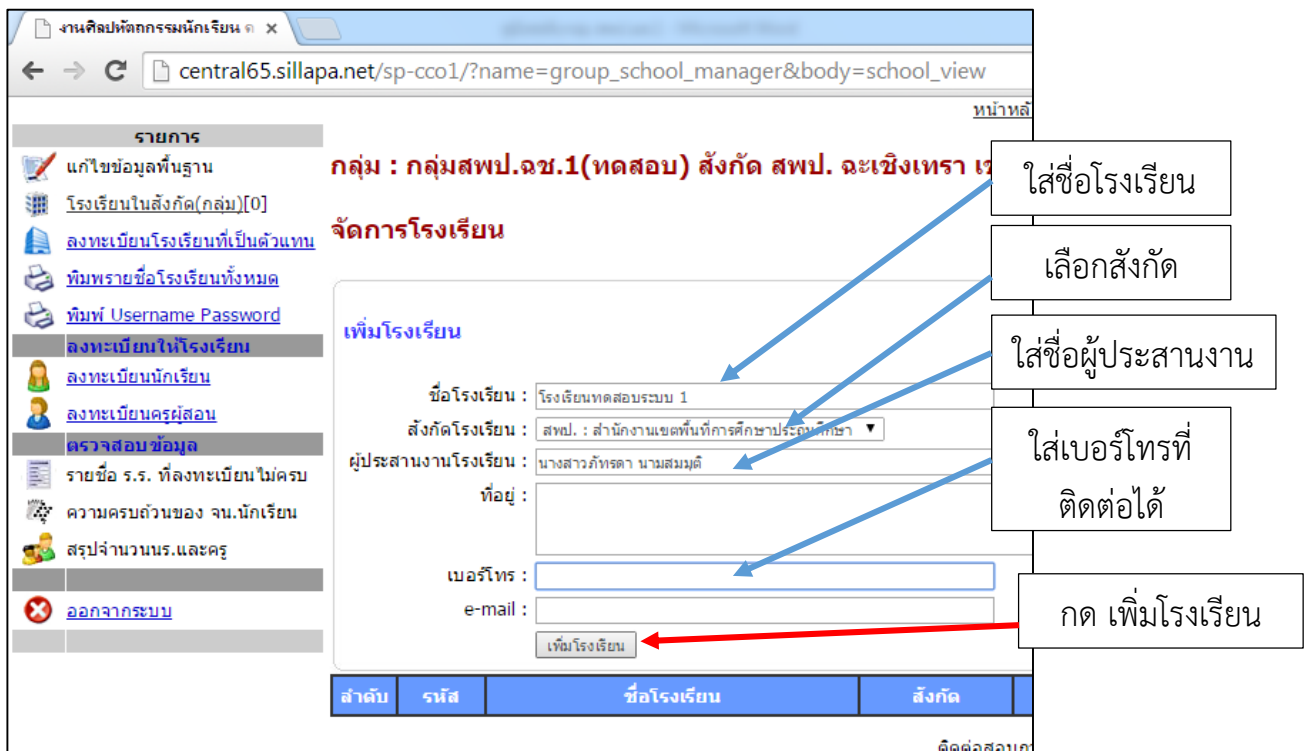 งานศิลปหัตถกรรมนักเรียน ค
central65.sillapa.net/sp-cco1/?name=group_school_manager&body=school_view
หน้าหลั
รายการ
แก้ไขข้อมูลพื้นฐาน
โรงเรียนในสังกัด(กลุ่ม)[0]
ลงทะเบียนโรงเรียนที่เป็นตัวแทน
พิมพรายชื่อโรงเรียนทั้งหมด
พิมพ์ Username Password
ลงทะเบียนให้โรงเรียน
ลงทะเบียนนักเรียน
ลงทะเบียนครูผู้สอน
ตรวจสอบข้อมูล
รายชื่อ ร.ร. ที่ลงทะเบียนไม่ครบ
ความครบถ้วนของ จน.นักเรียน
สรุปจำนวนนร.และครู
ออกจากระบบ
กลุ่ม : กลุ่มสพป.ฉช.1(ทดสอบ) สังกัด สพป. ฉะเชิงเทรา เข
จัดการโรงเรียน
เพิ่มโรงเรียน
ชื่อโรงเรียน : โรงเรียนทดสอบระบบ 1
สังกัดโรงเรียน : สพป. : สำนักงานเขตพื้นที่การศึกษาประถมศึกษา
ผู้ประสานงานโรงเรียน : นางสาวภัทรดา นามสมมุติ
ที่อยู่ :
เบอร์โทร :
e-mail :
เพิ่มโรงเรียน
ลำดับ รหัส ชื่อโรงเรียน สังกัด
ติดต่อสอบถ
ใส่ชื่อโรงเรียน
เลือกสังกัด
ใส่ชื่อผู้ประสานงาน
ใส่เบอร์โทรที่
ติดต่อได้
กด เพิ่มโรงเรียน